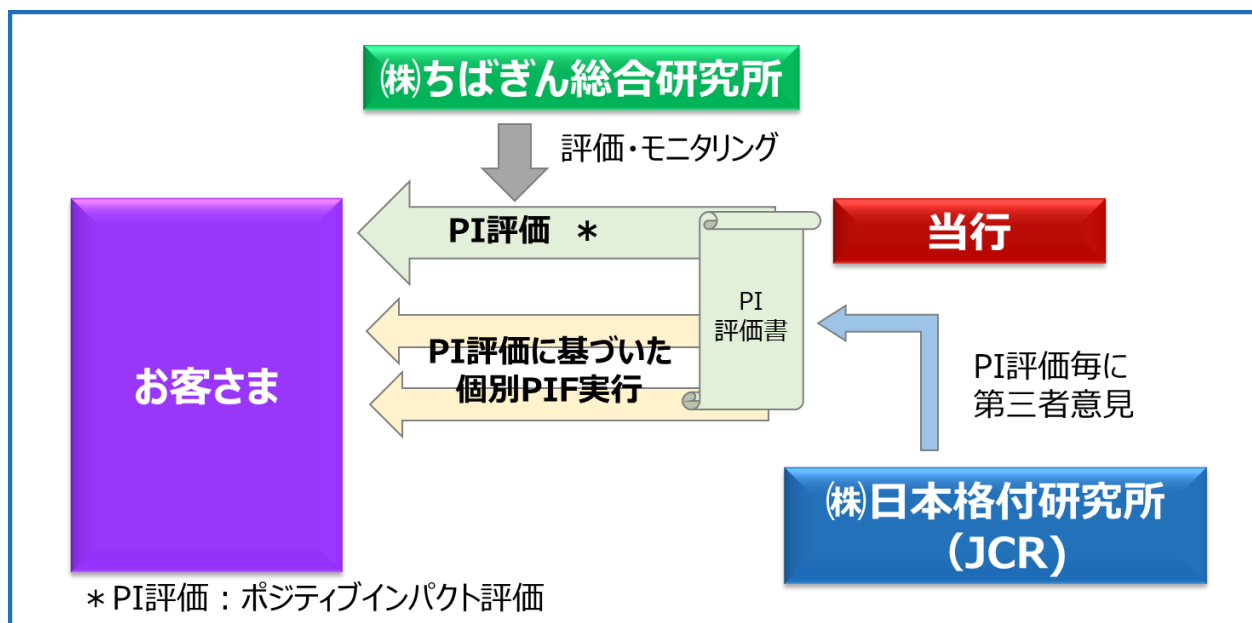 ㈱ちばぎん総合研究所
評価・モニタリング
PI評価 *
当行
PI
評価書
お客さま
PI評価に基づいた
個別PIF実行
PI評価毎に
第三者意見
㈱日本格付研究所
(JCR)
*PI評価：ポジティブインパクト評価